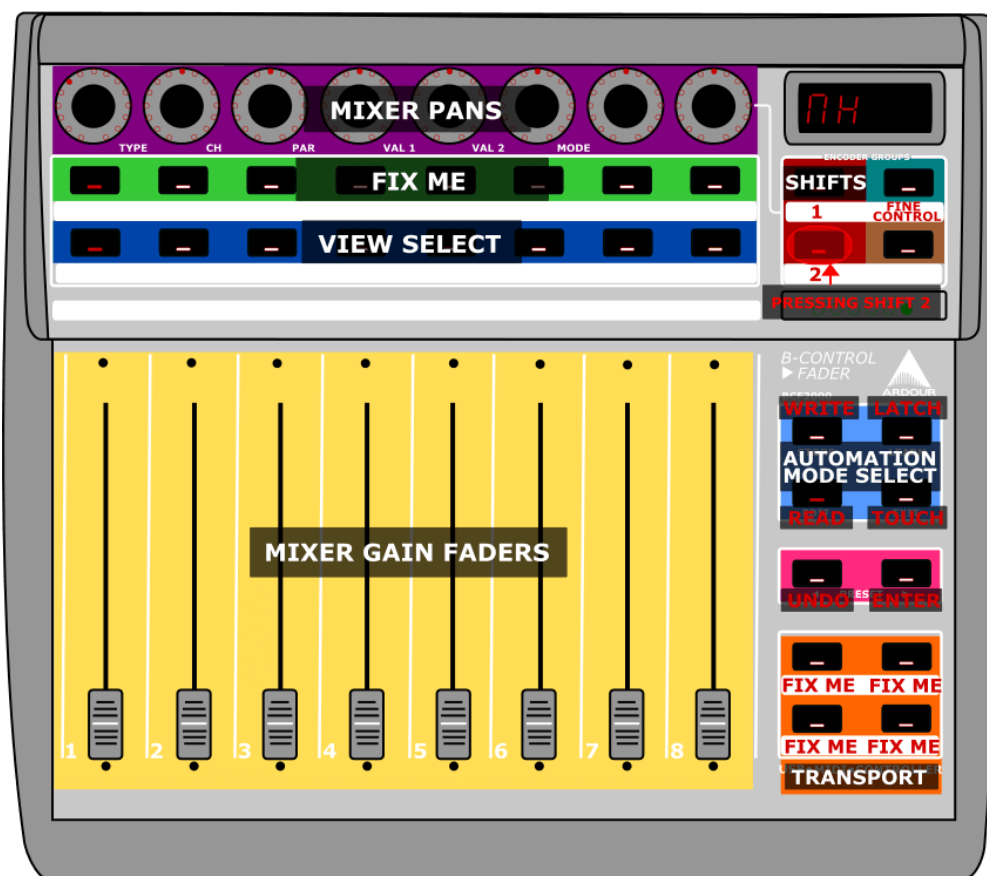 MIXER PANS
TYPE CH PAR VAL 1 VAL 2 MODE
ENCODER GROUPS
FIX ME
SHIFTS
1
FINE
CONTROL
VIEW SELECT
2
PRESSING SHIFT 2
B-CONTROL
FADER
ARDOUR
WRITE LATCH
AUTOMATION
MODE SELECT
READ TOUCH
MIXER GAIN FADERS
PRESET
UNDO ENTER
FIX ME FIX ME
1 2 3 4 5 6 7 8
FIX ME FIX ME
TRANSPORT